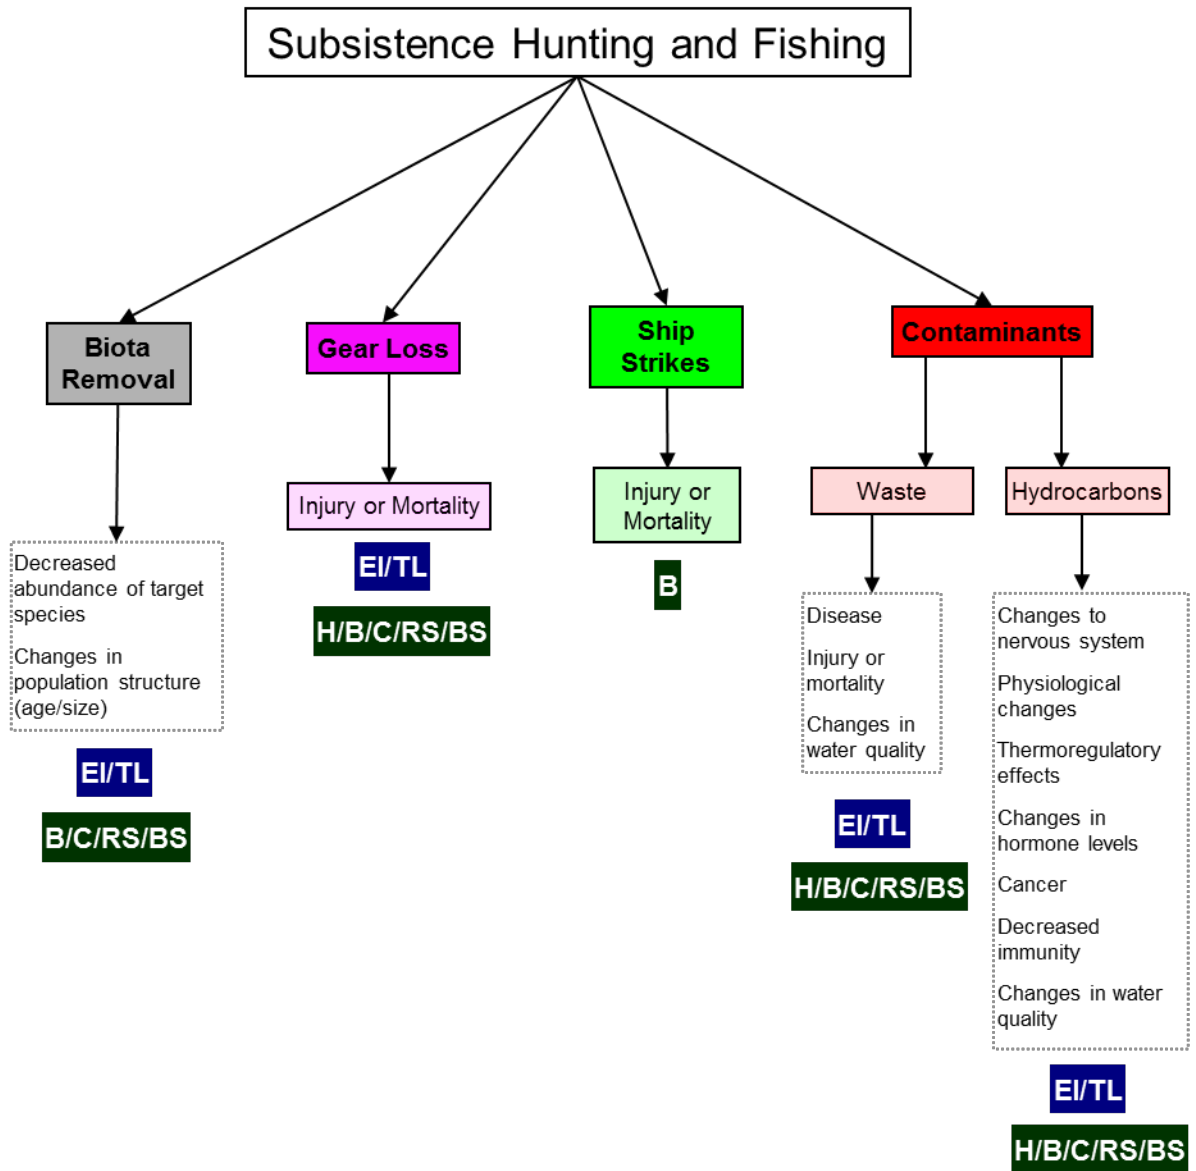 Subsistence Hunting and Fishing
Biota
Removal
Gear Loss
Ship
Strikes
Contaminants
Injury or Mortality
Injury or
Mortality
Waste
Hydrocarbons
Decreased
abundance of target
species
Changes in
population structure
(age/size)
EI/TL
B/C/RS/BS
EI/TL
H/B/C/RS/BS
B
Disease
Injury or
mortality
Changes in
water quality
EI/TL
H/B/C/RS/BS
Changes to
nervous system
Physiological
changes
Thermoregulatory
effects
Changes in
hormone levels
Cancer
Decreased
immunity
Changes in water
quality
EI/TL
H/B/C/RS/BS